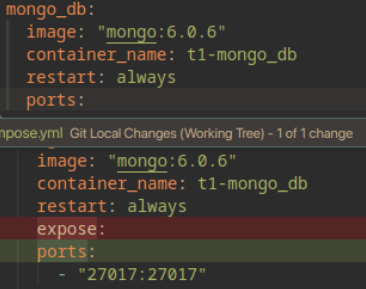 mongo_db:
image: "mongo:6.0.6"
container_name: t1-mongo_db
restart: always
ports:
mpose.yml Git Local Changes (Working Tree) - 1 of 1 change
image: "mongo:6.0.6"
container_name: t1-mongo_db
restart: always
expose:
ports:
- "27017:27017"